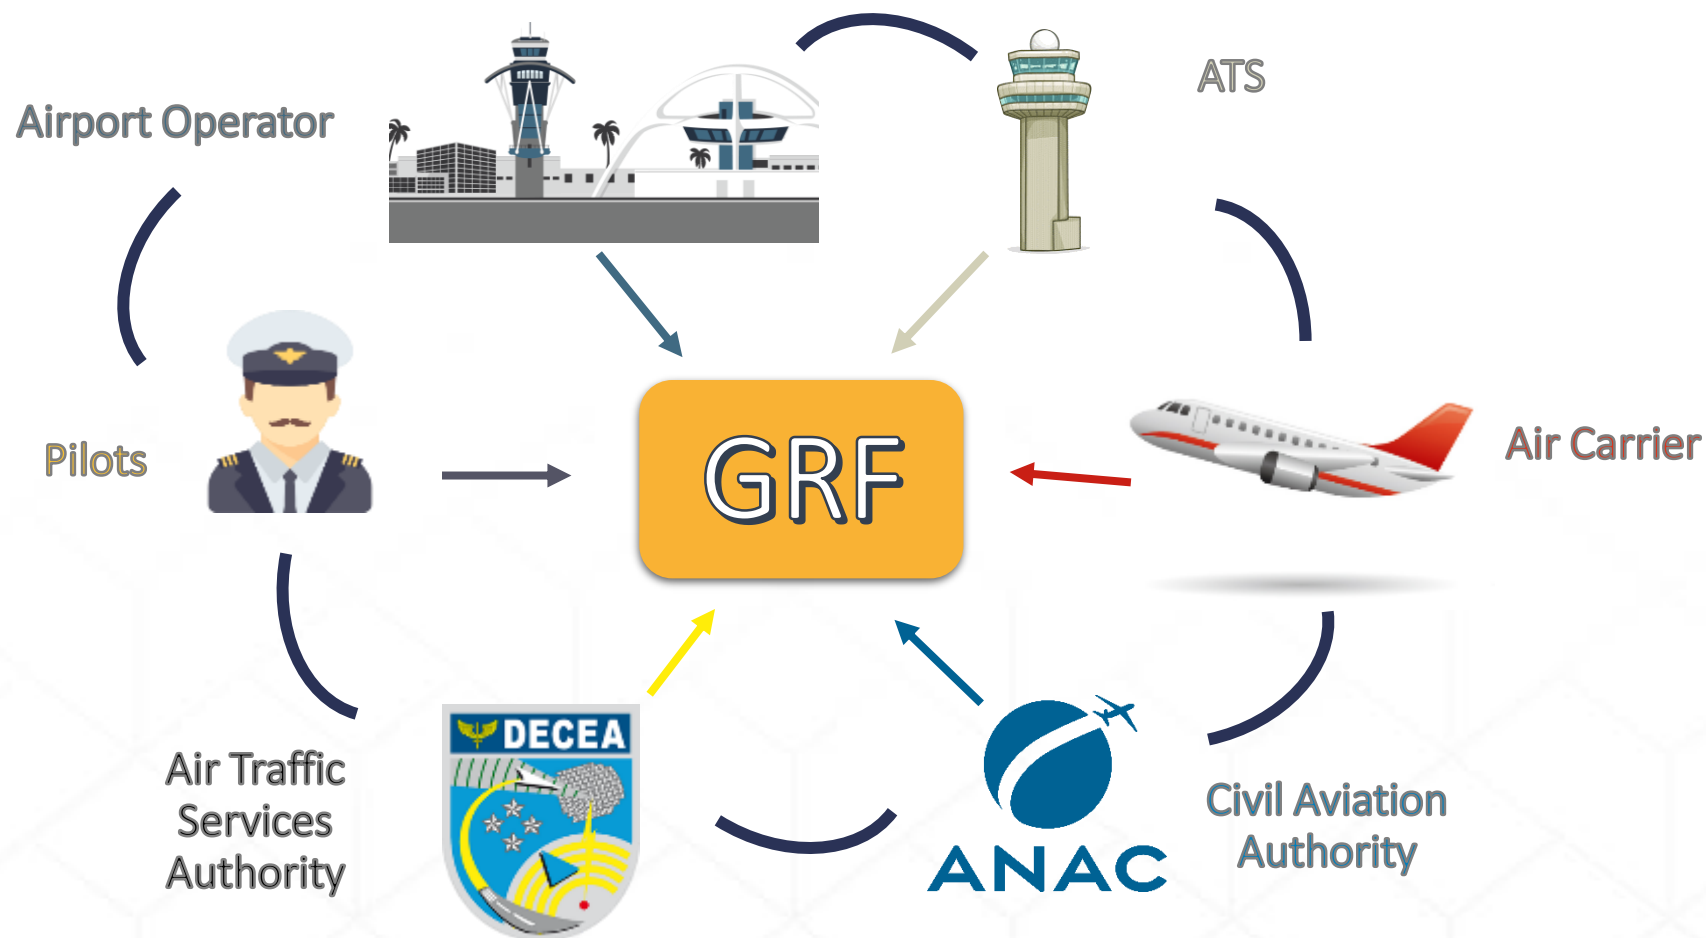 ATS
Airport Operator
GRF
Pilots
Air Carrier
DECEA
Air Traffic
Services
Authority
ANAC
Civil Aviation
Authority